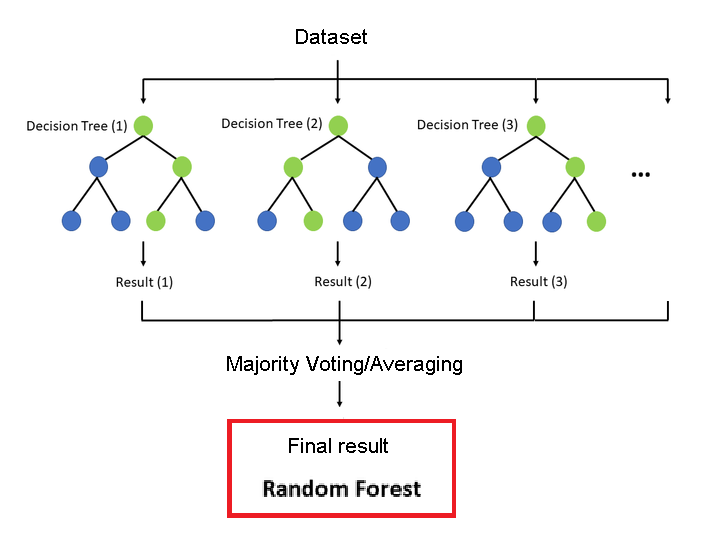 Dataset
Decision Tree (1)
Decision Tree (2)
Decision Tree (3)
...
Result (1)
Result (2)
Result (3)
Majority Voting/Averaging
Final result
Random Forest